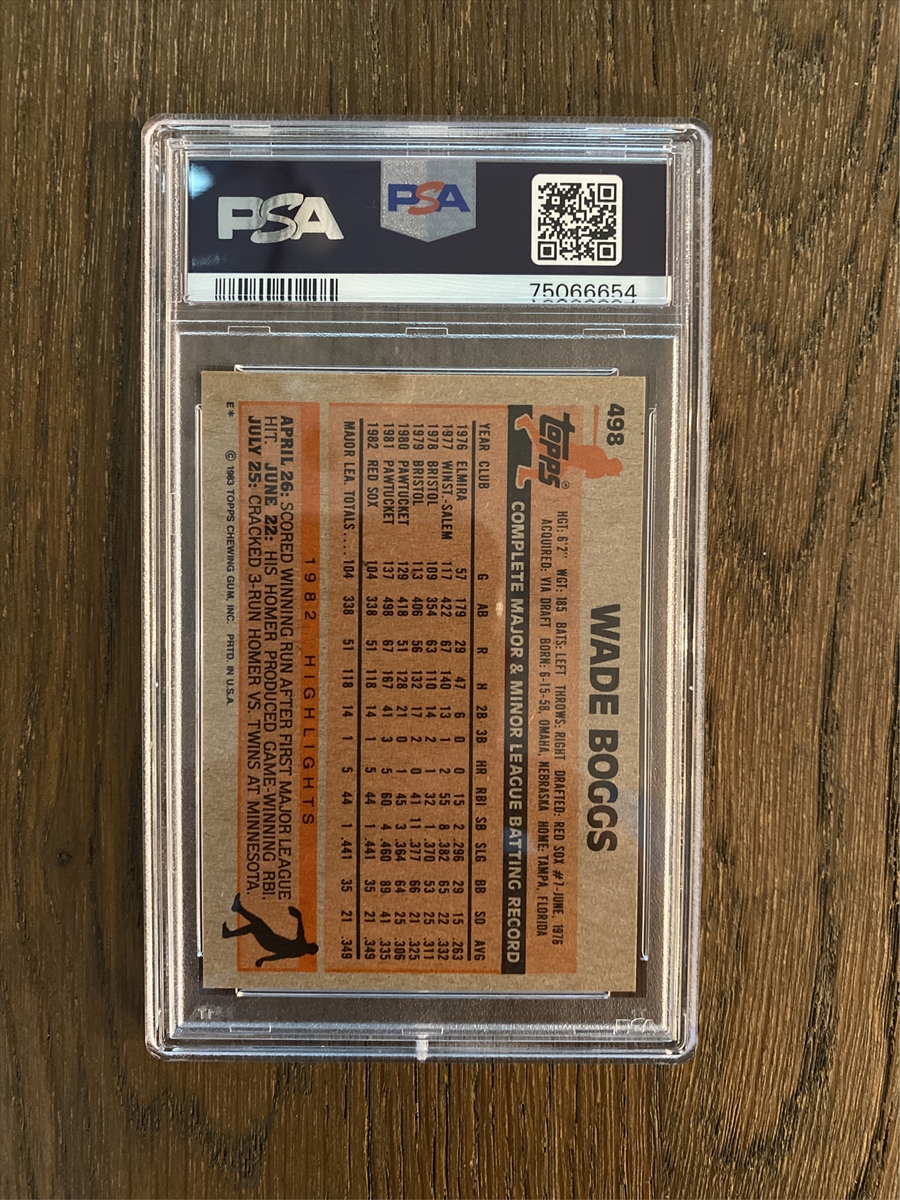 PSA
PSA
75066654
498
WADE BOGGS
topps®
HGT: 6'2" WGT: 185 BATS: LEFT THROWS: RIGHT DRAFTED: RED SOX #7-JUNE, 1976
ACQUIRED: VIA DRAFT BORN: 6-15-58, OMAHA, NEBRASKA HOME: TAMPA, FLORIDA
COMPLETE MAJOR & MINOR LEAGUE BATTING RECORD
YEAR CLUB G AB R H 2B 3B HR RBI SB SLG BB SO AVG
1976 ELMIRA 57 179 29 47 6 0 0 15 2 .296 29 15 .263
1977 WINST.-SALEM 117 422 67 140 13 1 2 55 8 .382 65 22 .332
1978 BRISTOL 109 354 63 110 14 2 1 32 1 .370 53 25 .311
1979 BRISTOL 113 406 56 132 17 2 0 41 11 .377 66 21 .325
1980 PAWTUCKET 129 418 51 128 21 0 1 45 3 .364 64 25 .306
1981 PAWTUCKET 137 498 67 167 41 3 5 60 4 .460 89 41 .335
1982 RED SOX 104 338 51 118 14 1 5 44 1 .441 35 21 .349
MAJOR LEA. TOTALS.... 104 338 51 118 14 1 5 44 1 .441 35 21 .349
1982 HIGHLIGHTS
APRIL 26: SCORED WINNING RUN AFTER FIRST MAJOR LEAGUE
HIT. JUNE 22: HIS HOMER PRODUCED GAME-WINNING RBI.
JULY 25: CRACKED 3-RUN HOMER VS. TWINS AT MINNESOTA.
E* © 1983 TOPPS CHEWING GUM, INC. PRTD. IN U.S.A.
PSA